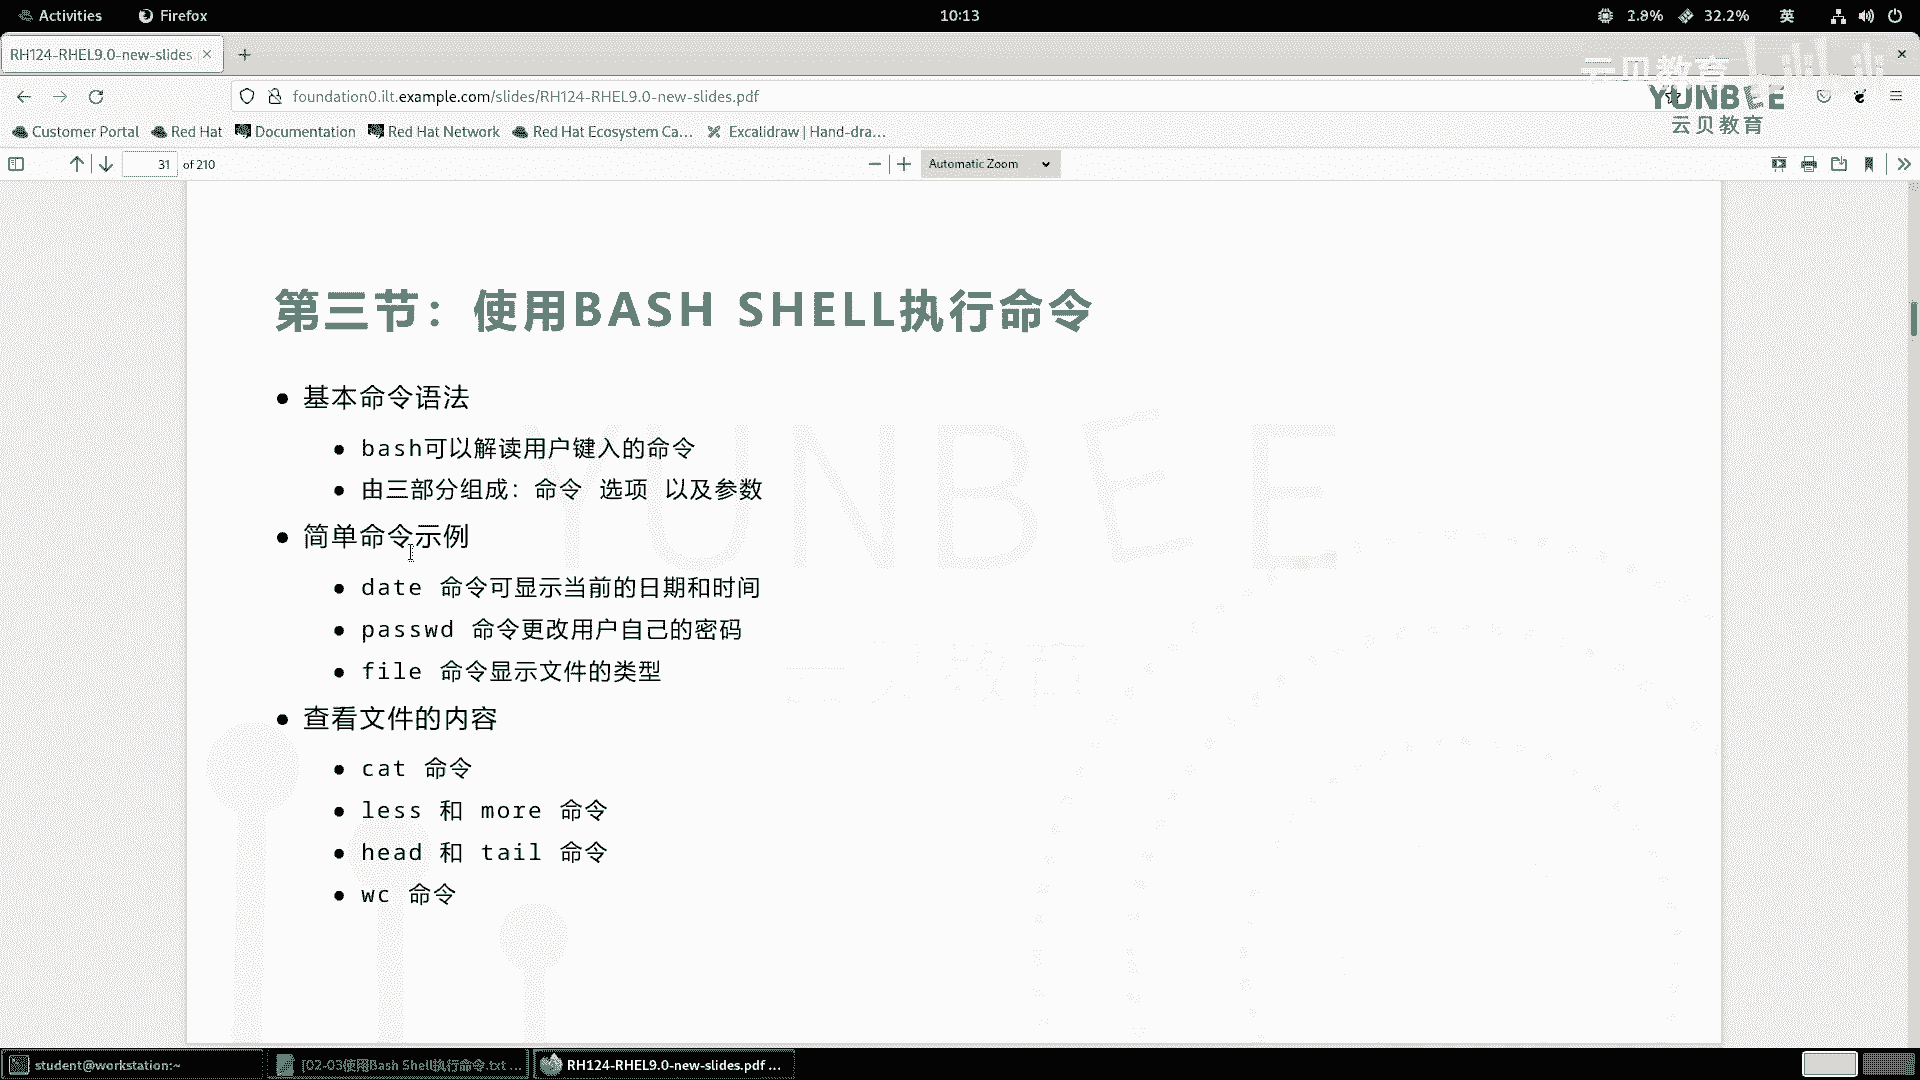 Activities
Firefox
10:13
2.8%
32.2%
英
RH124-RHEL9.0-new-slides
云贝教育
YUNBEE
云贝教育
foundation0.ilt.example.com/slides/RH124-RHEL9.0-new-slides.pdf
Customer Portal
Red Hat
Documentation
Red Hat Network
Red Hat Ecosystem Ca...
Excalidraw | Hand-dra...
31
of 210
Automatic Zoom
第三节：使用BASH SHELL执行命令
基本命令语法
bash可以解读用户键入的命令
由三部分组成：命令 选项 以及参数
YUNBEE
简单命令示例
date 命令可显示当前的日期和时间
passwd 命令更改用户自己的密码
file 命令显示文件的类型
查看文件的内容
cat 命令
less 和 more 命令
head 和 tail 命令
wc 命令
student@workstation:~
[02-03使用Bash Shell执行命令.txt ...
RH124-RHEL9.0-new-slides.pdf ...